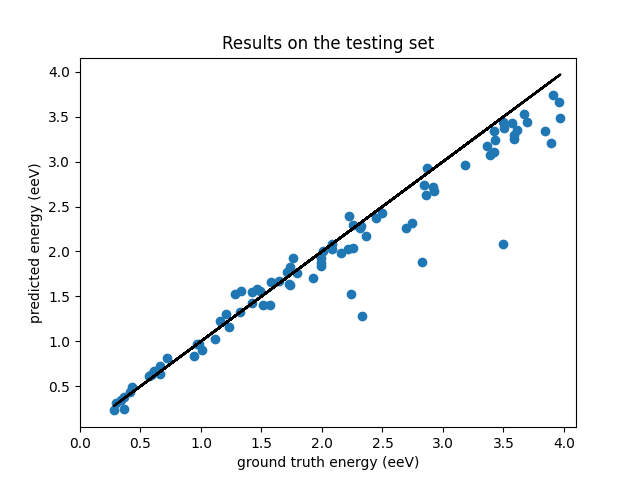 Results on the testing set
4.0
3.5
3.0
2.5
2.0
1.5
1.0
0.5
predicted energy (eeV)
0.0 0.5 1.0 1.5 2.0 2.5 3.0 3.5 4.0
ground truth energy (eeV)